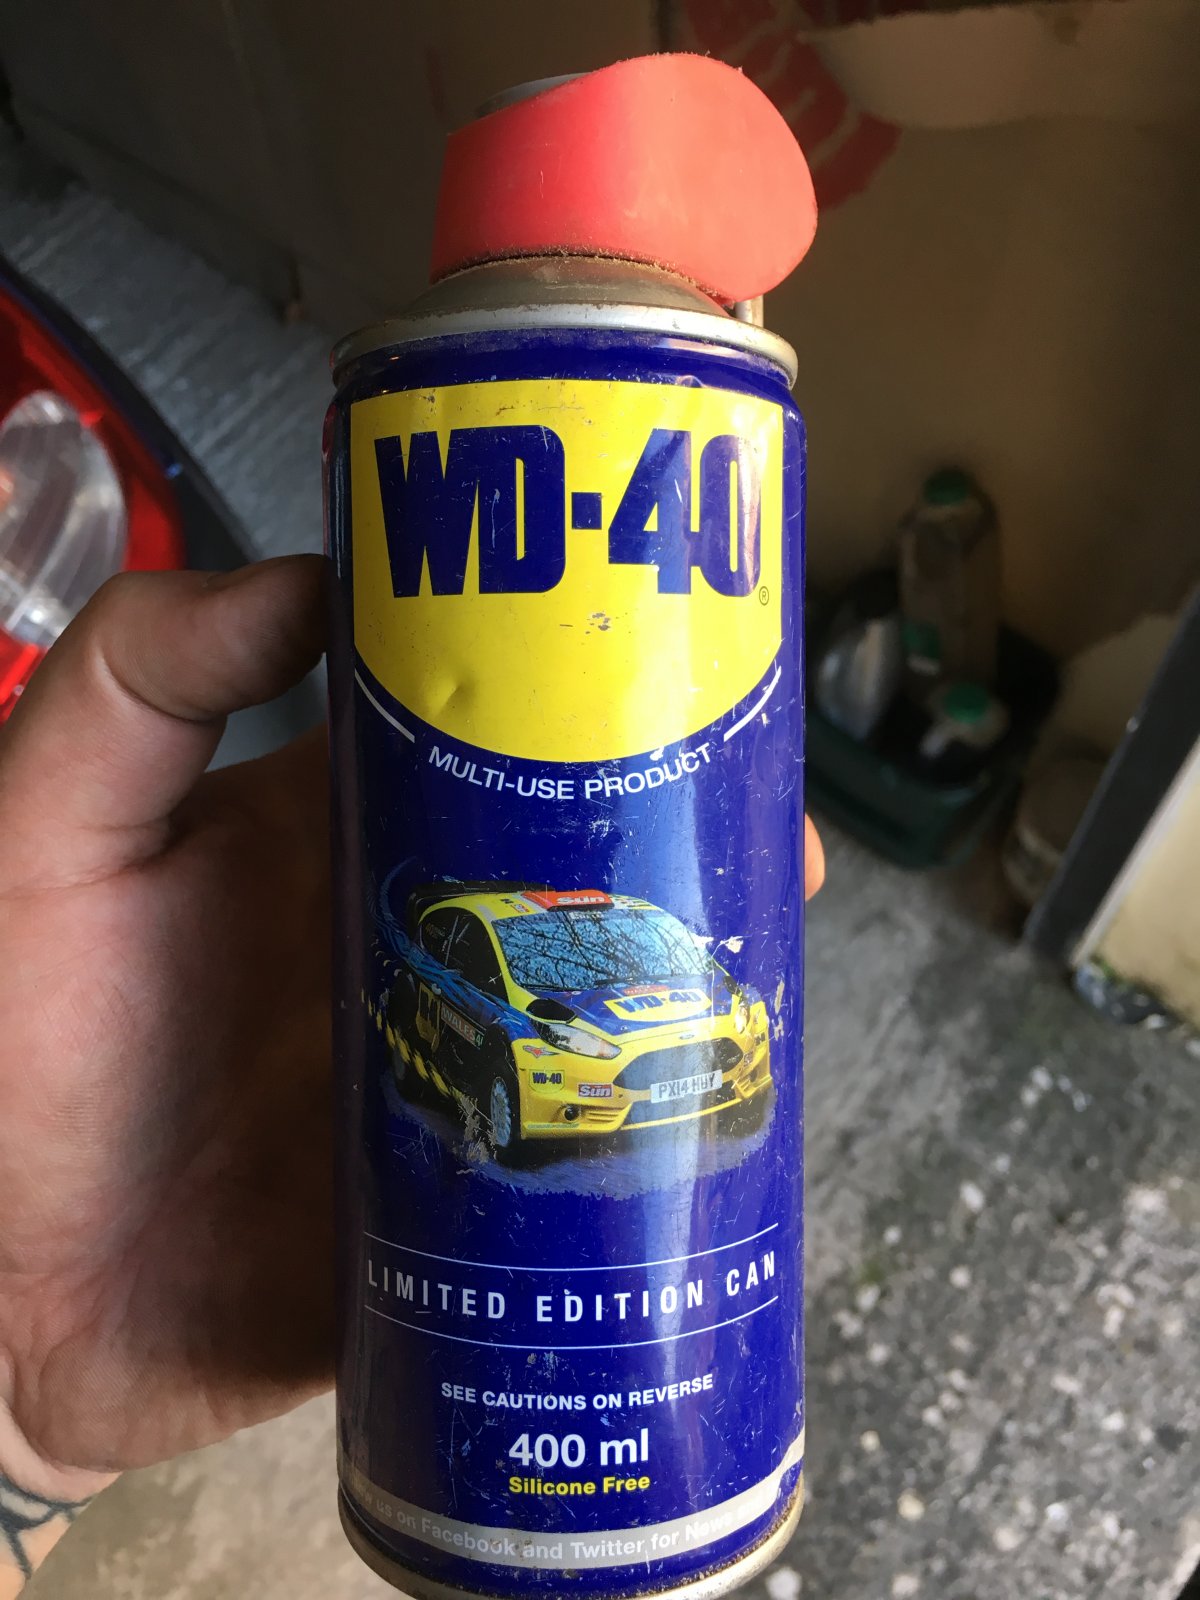 WD-40®
MULTI-USE PRODUCT
Sun
WD-40
WALES
WD-40
Sun
PX14 HUY
LIMITED EDITION CAN
SEE CAUTIONS ON REVERSE
400 ml
Silicone Free
us on Facebook and Twitter for News